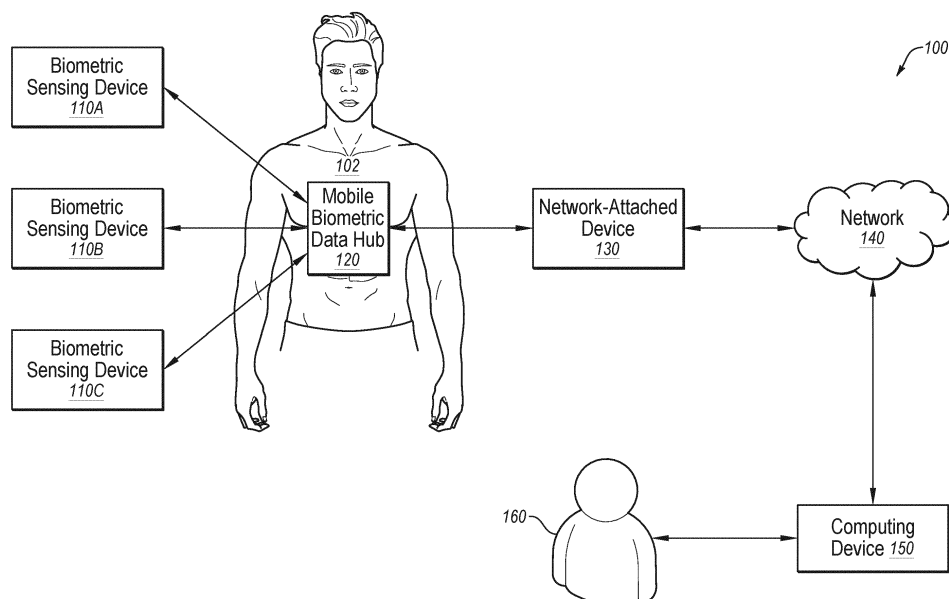 100
Biometric
Sensing Device
110A
102
Mobile
Biometric
Data Hub
120
Biometric
Sensing Device
110B
Network-Attached
Device
130
Network
140
Biometric
Sensing Device
110C
160
Computing
Device 150